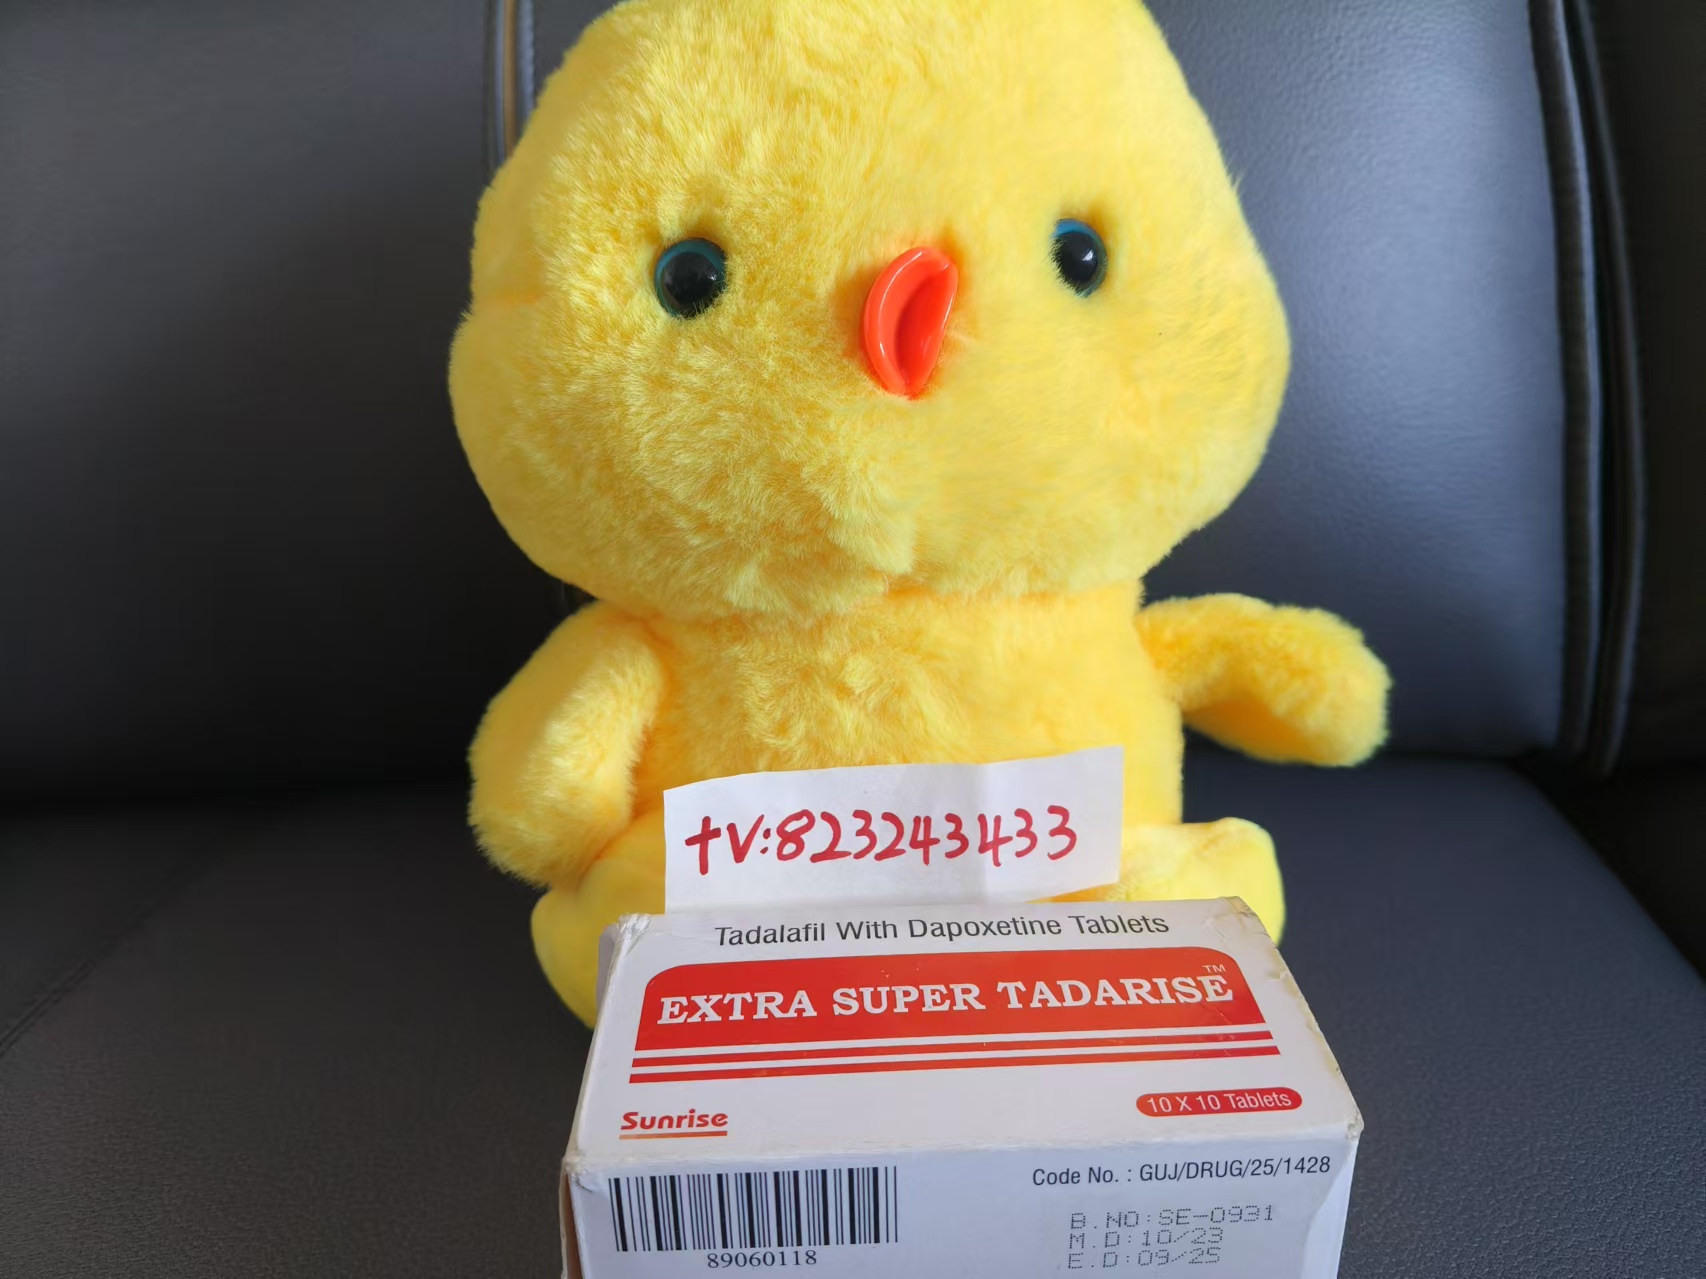 +V:823243433
Tadalafil With Dapoxetine Tablets
EXTRA SUPER TADARISE™
10 X 10 Tablets
Sunrise
Code No. : GUJ/DRUG/25/1428
B.NO:SE-0931
M.D:10/23
E.D:09/25
89060118